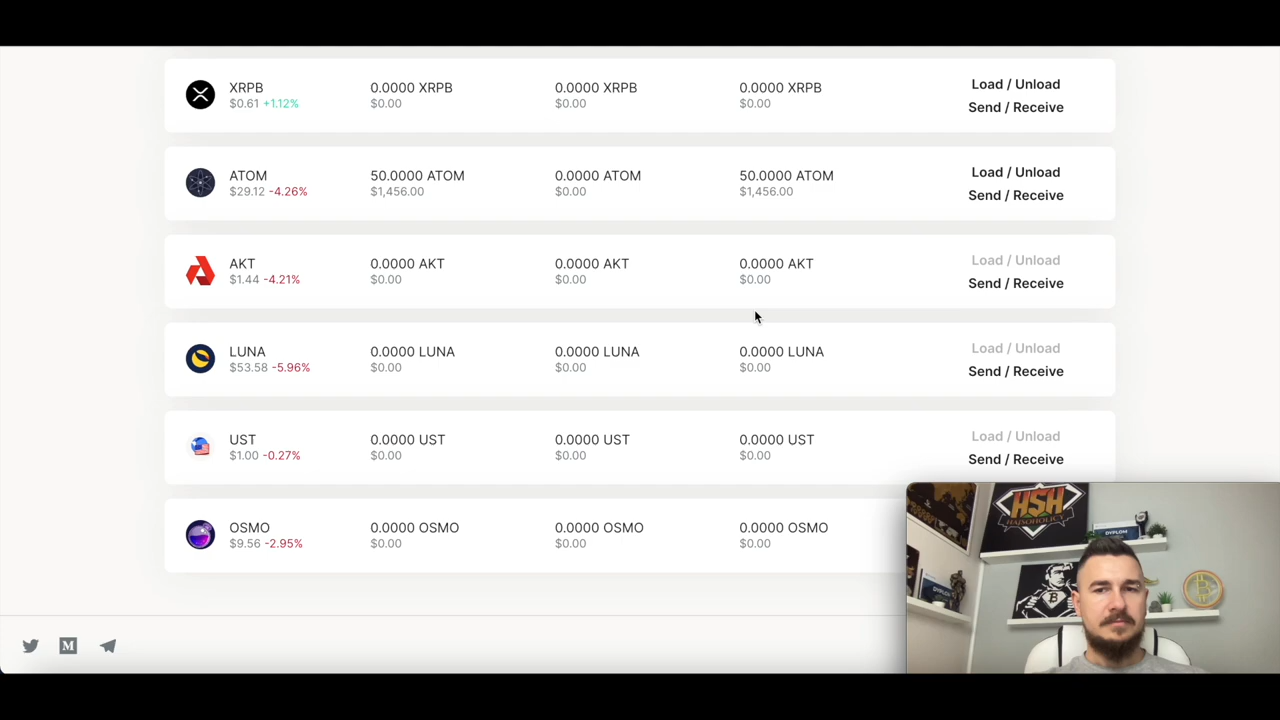 XRPB 0.0000 XRPB 0.0000 XRPB 0.0000 XRPB Load / Unload
$0.61 +1.12% $0.00 $0.00 $0.00 Send / Receive
ATOM 50.0000 ATOM 0.0000 ATOM 50.0000 ATOM Load / Unload
$29.12 -4.26% $1,456.00 $0.00 $1,456.00 Send / Receive
AKT 0.0000 AKT 0.0000 AKT 0.0000 AKT Load / Unload
$1.44 -4.21% $0.00 $0.00 $0.00 Send / Receive
LUNA 0.0000 LUNA 0.0000 LUNA 0.0000 LUNA Load / Unload
$53.58 -5.96% $0.00 $0.00 $0.00 Send / Receive
UST 0.0000 UST 0.0000 UST 0.0000 UST Load / Unload
$1.00 -0.27% $0.00 $0.00 $0.00 Send / Receive
OSMO 0.0000 OSMO 0.0000 OSMO 0.0000 OSMO
$9.56 -2.95% $0.00 $0.00 $0.00
HSH
HAJSOHOLICY
DYPLOM